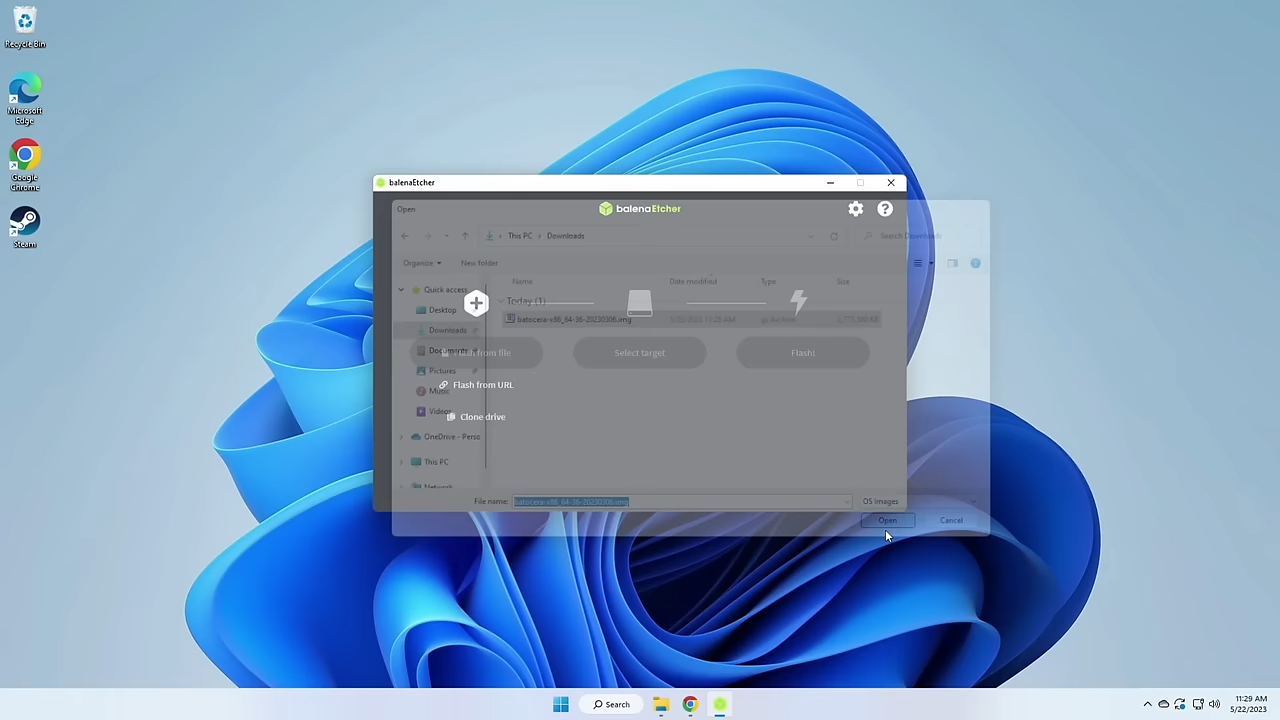 Recycle Bin
Microsoft Edge
Google Chrome
Steam
balenaEtcher
Open
balenaEtcher
This PC > Downloads
Search Downloads
Organize
New folder
Name
Date modified
Type
Size
Quick access
Today (1)
Desktop
batocera-x86_64-36-20230306.img
Downloads
Documents
Flash from file
Select target
Flash!
Pictures
Flash from URL
Music
Videos
Clone drive
OneDrive - Perso
This PC
Network
File name:
batocera-x86_64-36-20230306.img
OS Images
Open
Cancel
Search
11:29 AM
5/22/2023